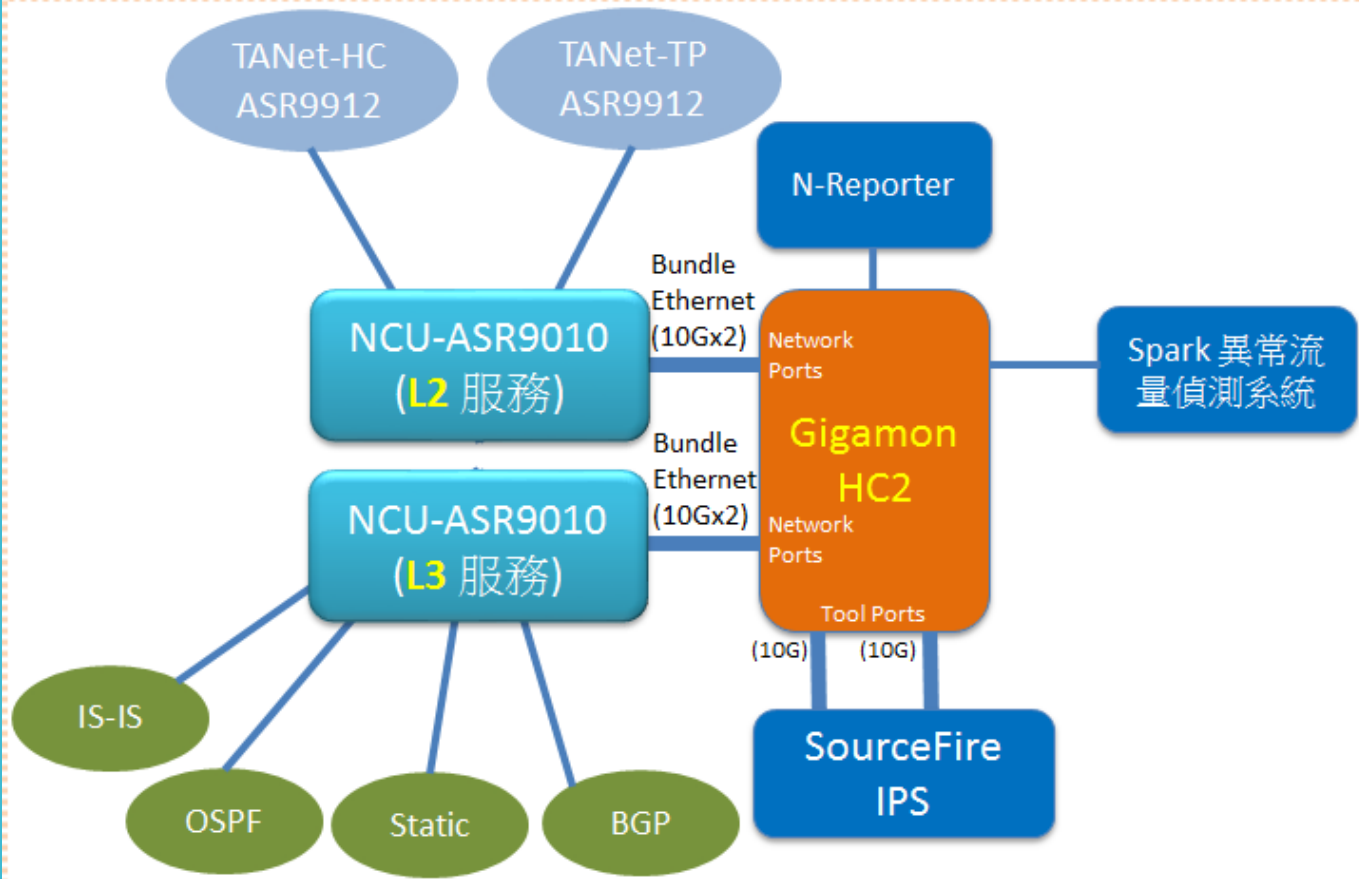 TANet-HC
ASR9912
TANet-TP
ASR9912
N-Reporter
Bundle
Ethernet
(10Gx2)
NCU-ASR9010
(L2 服務)
Network
Ports
Spark 異常流
量偵測系統
Gigamon
HC2
Bundle
Ethernet
(10Gx2)
NCU-ASR9010
(L3 服務)
Network
Ports
Tool Ports
(10G)
(10G)
IS-IS
OSPF
Static
BGP
SourceFire
IPS